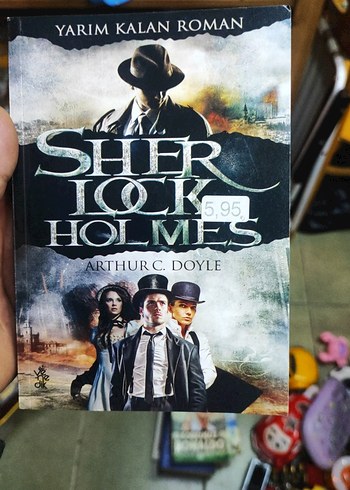 YARIM KALAN ROMAN
SHER
LOCK
5,95
HOLMES
ARTHUR C. DOYLE